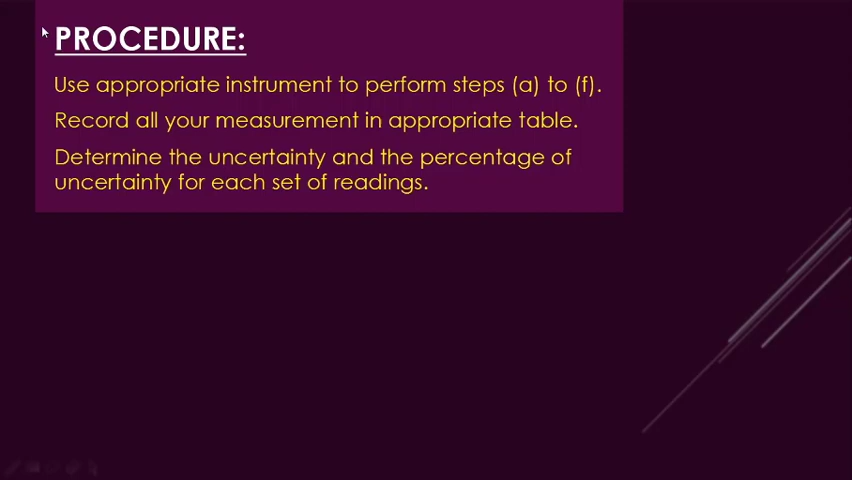 PROCEDURE:
Use appropriate instrument to perform steps (a) to (f).
Record all your measurement in appropriate table.
Determine the uncertainty and the percentage of
uncertainty for each set of readings.